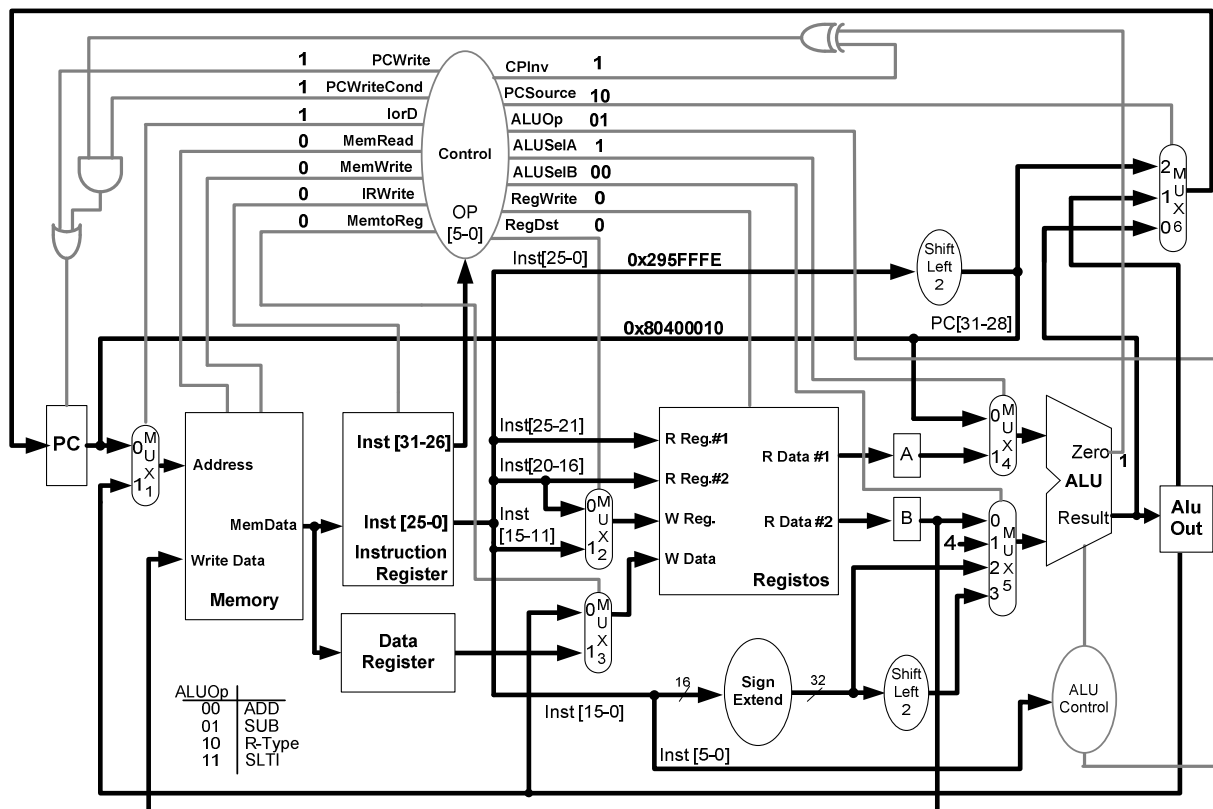 1 PCWrite
1 PCWriteCond
1 IorD
0 MemRead
0 MemWrite
0 IRWrite
0 MemtoReg
Control
OP
[5-0]
CPInv 1
PCSource 10
ALUOp 01
ALUSelA 1
ALUSelB 00
RegWrite 0
RegDst 0
2
1
0
MUX6
Inst[25-0]
0x295FFFE
Shift
Left
2
0x80400010
PC[31-28]
PC
0
1
MUX1
Address
MemData
Write Data
Memory
Inst [31-26]
Inst [25-0]
Instruction
Register
Data
Register
Inst[25-21]
Inst[20-16]
Inst
[15-11]
0
1
MUX2
0
1
MUX3
R Reg.#1
R Reg.#2
W Reg.
W Data
R Data #1
R Data #2
Registos
A
B
0
1
MUX4
0
4
1
2
3
MUX5
Zero
1
ALU
Result
Alu
Out
16
Sign
Extend
32
Shift
Left
2
ALU
Control
Inst [15-0]
Inst [5-0]
ALUOp
00 ADD
01 SUB
10 R-Type
11 SLTI